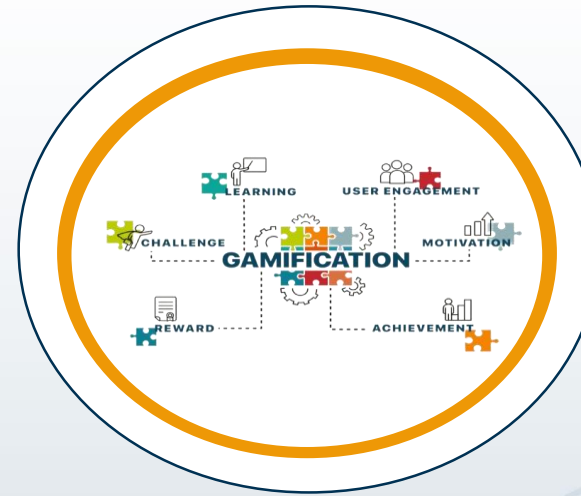 LEARNING
USER ENGAGEMENT
CHALLENGE
MOTIVATION
GAMIFICATION
REWARD
ACHIEVEMENT